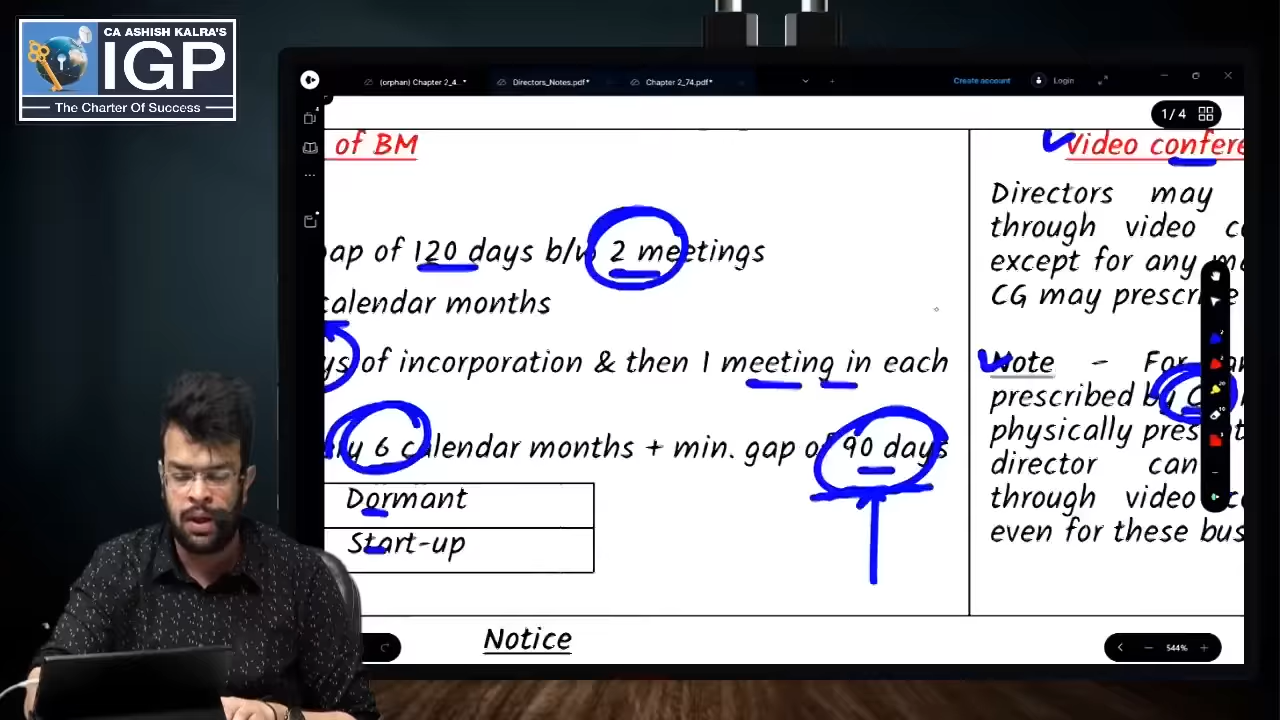 CA ASHISH KALRA'S
IGP
The Charter Of Success
(orphan) Chapter 2_4..*
Directors_Notes.pdf*
Chapter 2_74.pdf*
Create account
Login
1/4
of BM
gap of 120 days b/w 2 meetings
calendar months
ys of incorporation & then 1 meeting in each
ry 6 calendar months + min. gap of 90 days
Dormant
Start-up
Notice
Video confere
Directors may
through video co
except for any
CG may prescribe
Note - For
prescribed by
physically present
director can
through video
even for these bus
544%